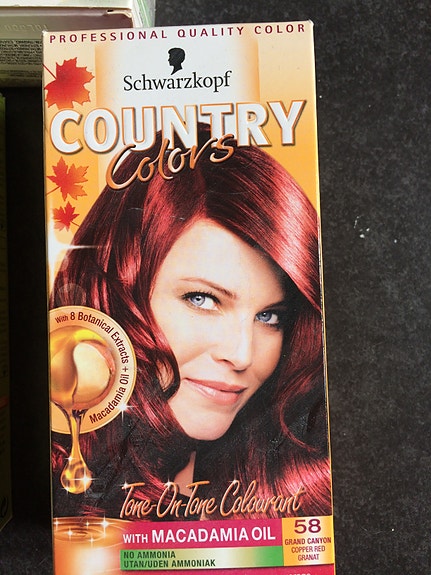 PROFESSIONAL QUALITY COLOR
Schwarzkopf
COUNTRY
Colors
With 8 Botanical Extracts +
Macadamia Oil
Tone-On-Tone Colourant
WITH MACADAMIA OIL
NO AMMONIA
UTAN/UDEN AMMONIAK
58
GRAND CANYON
COPPER RED
GRANAT